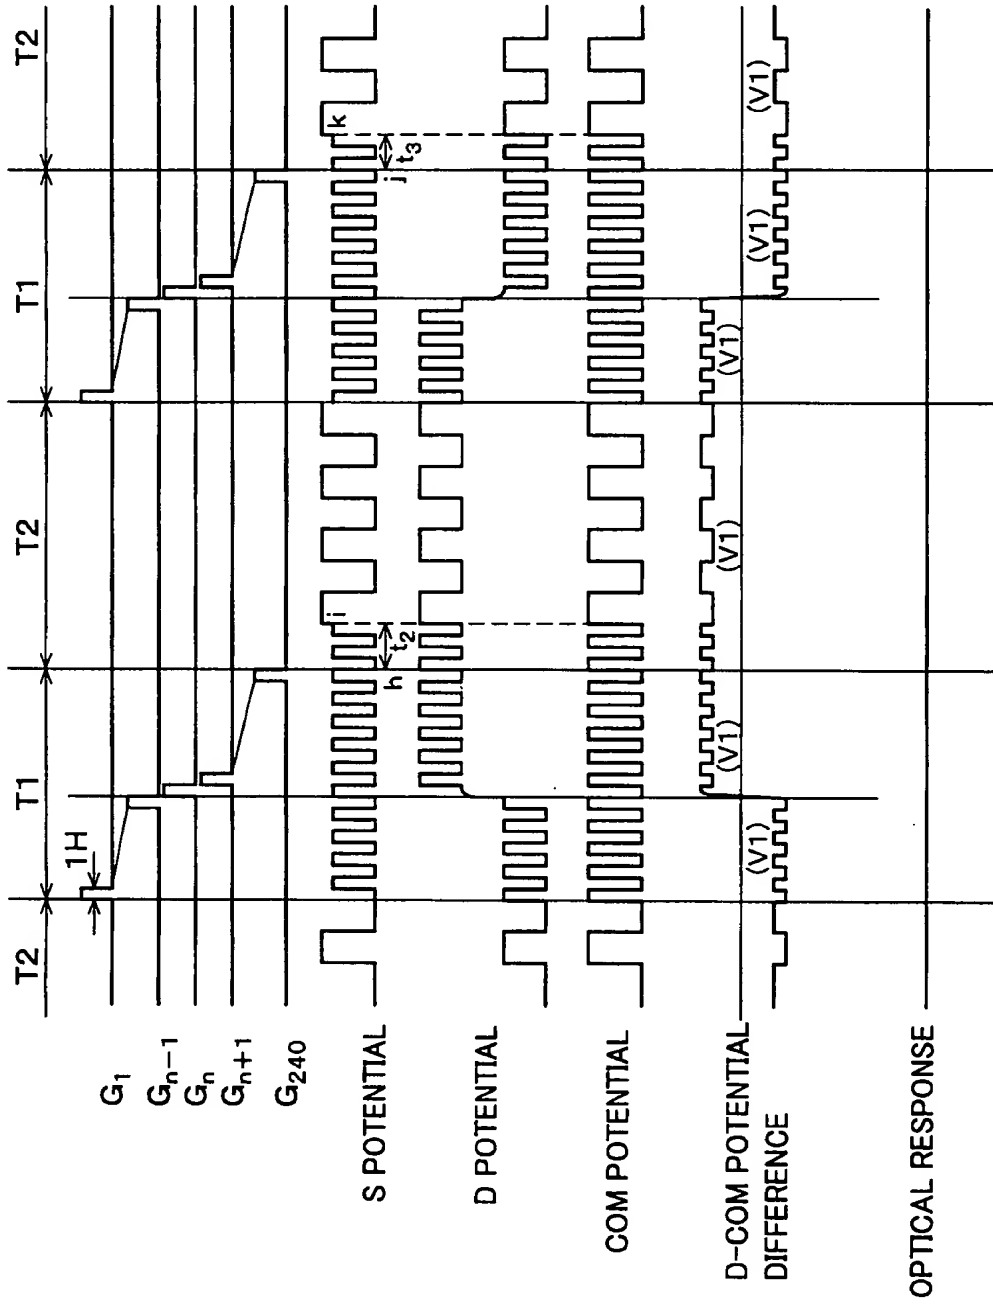 T2
T1
T2
T1
T2
1H
G1
Gn−1
Gn
Gn+1
G240
S POTENTIAL
h
t2
i
j
t3
k
D POTENTIAL
COM POTENTIAL
D-COM POTENTIAL
DIFFERENCE
(V1)
(V1)
(V1)
(V1)
(V1)
(V1)
OPTICAL RESPONSE